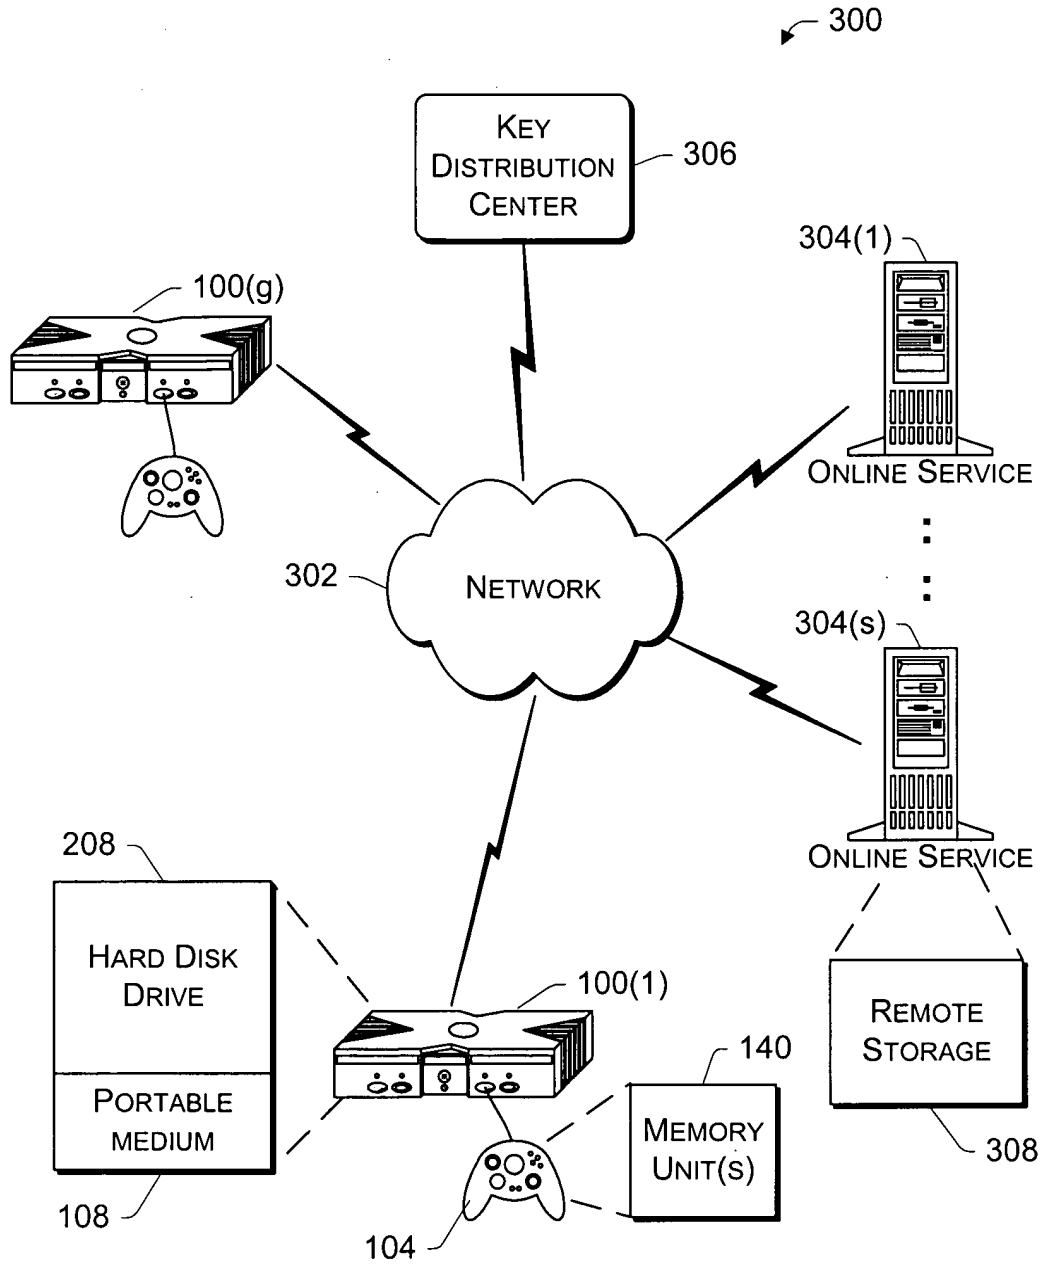 300
KEY
DISTRIBUTION
CENTER
306
304(1)
100(g)
ONLINE SERVICE
302
NETWORK
304(s)
ONLINE SERVICE
208
HARD DISK
DRIVE
PORTABLE
MEDIUM
108
100(1)
104
140
MEMORY
UNIT(S)
REMOTE
STORAGE
308